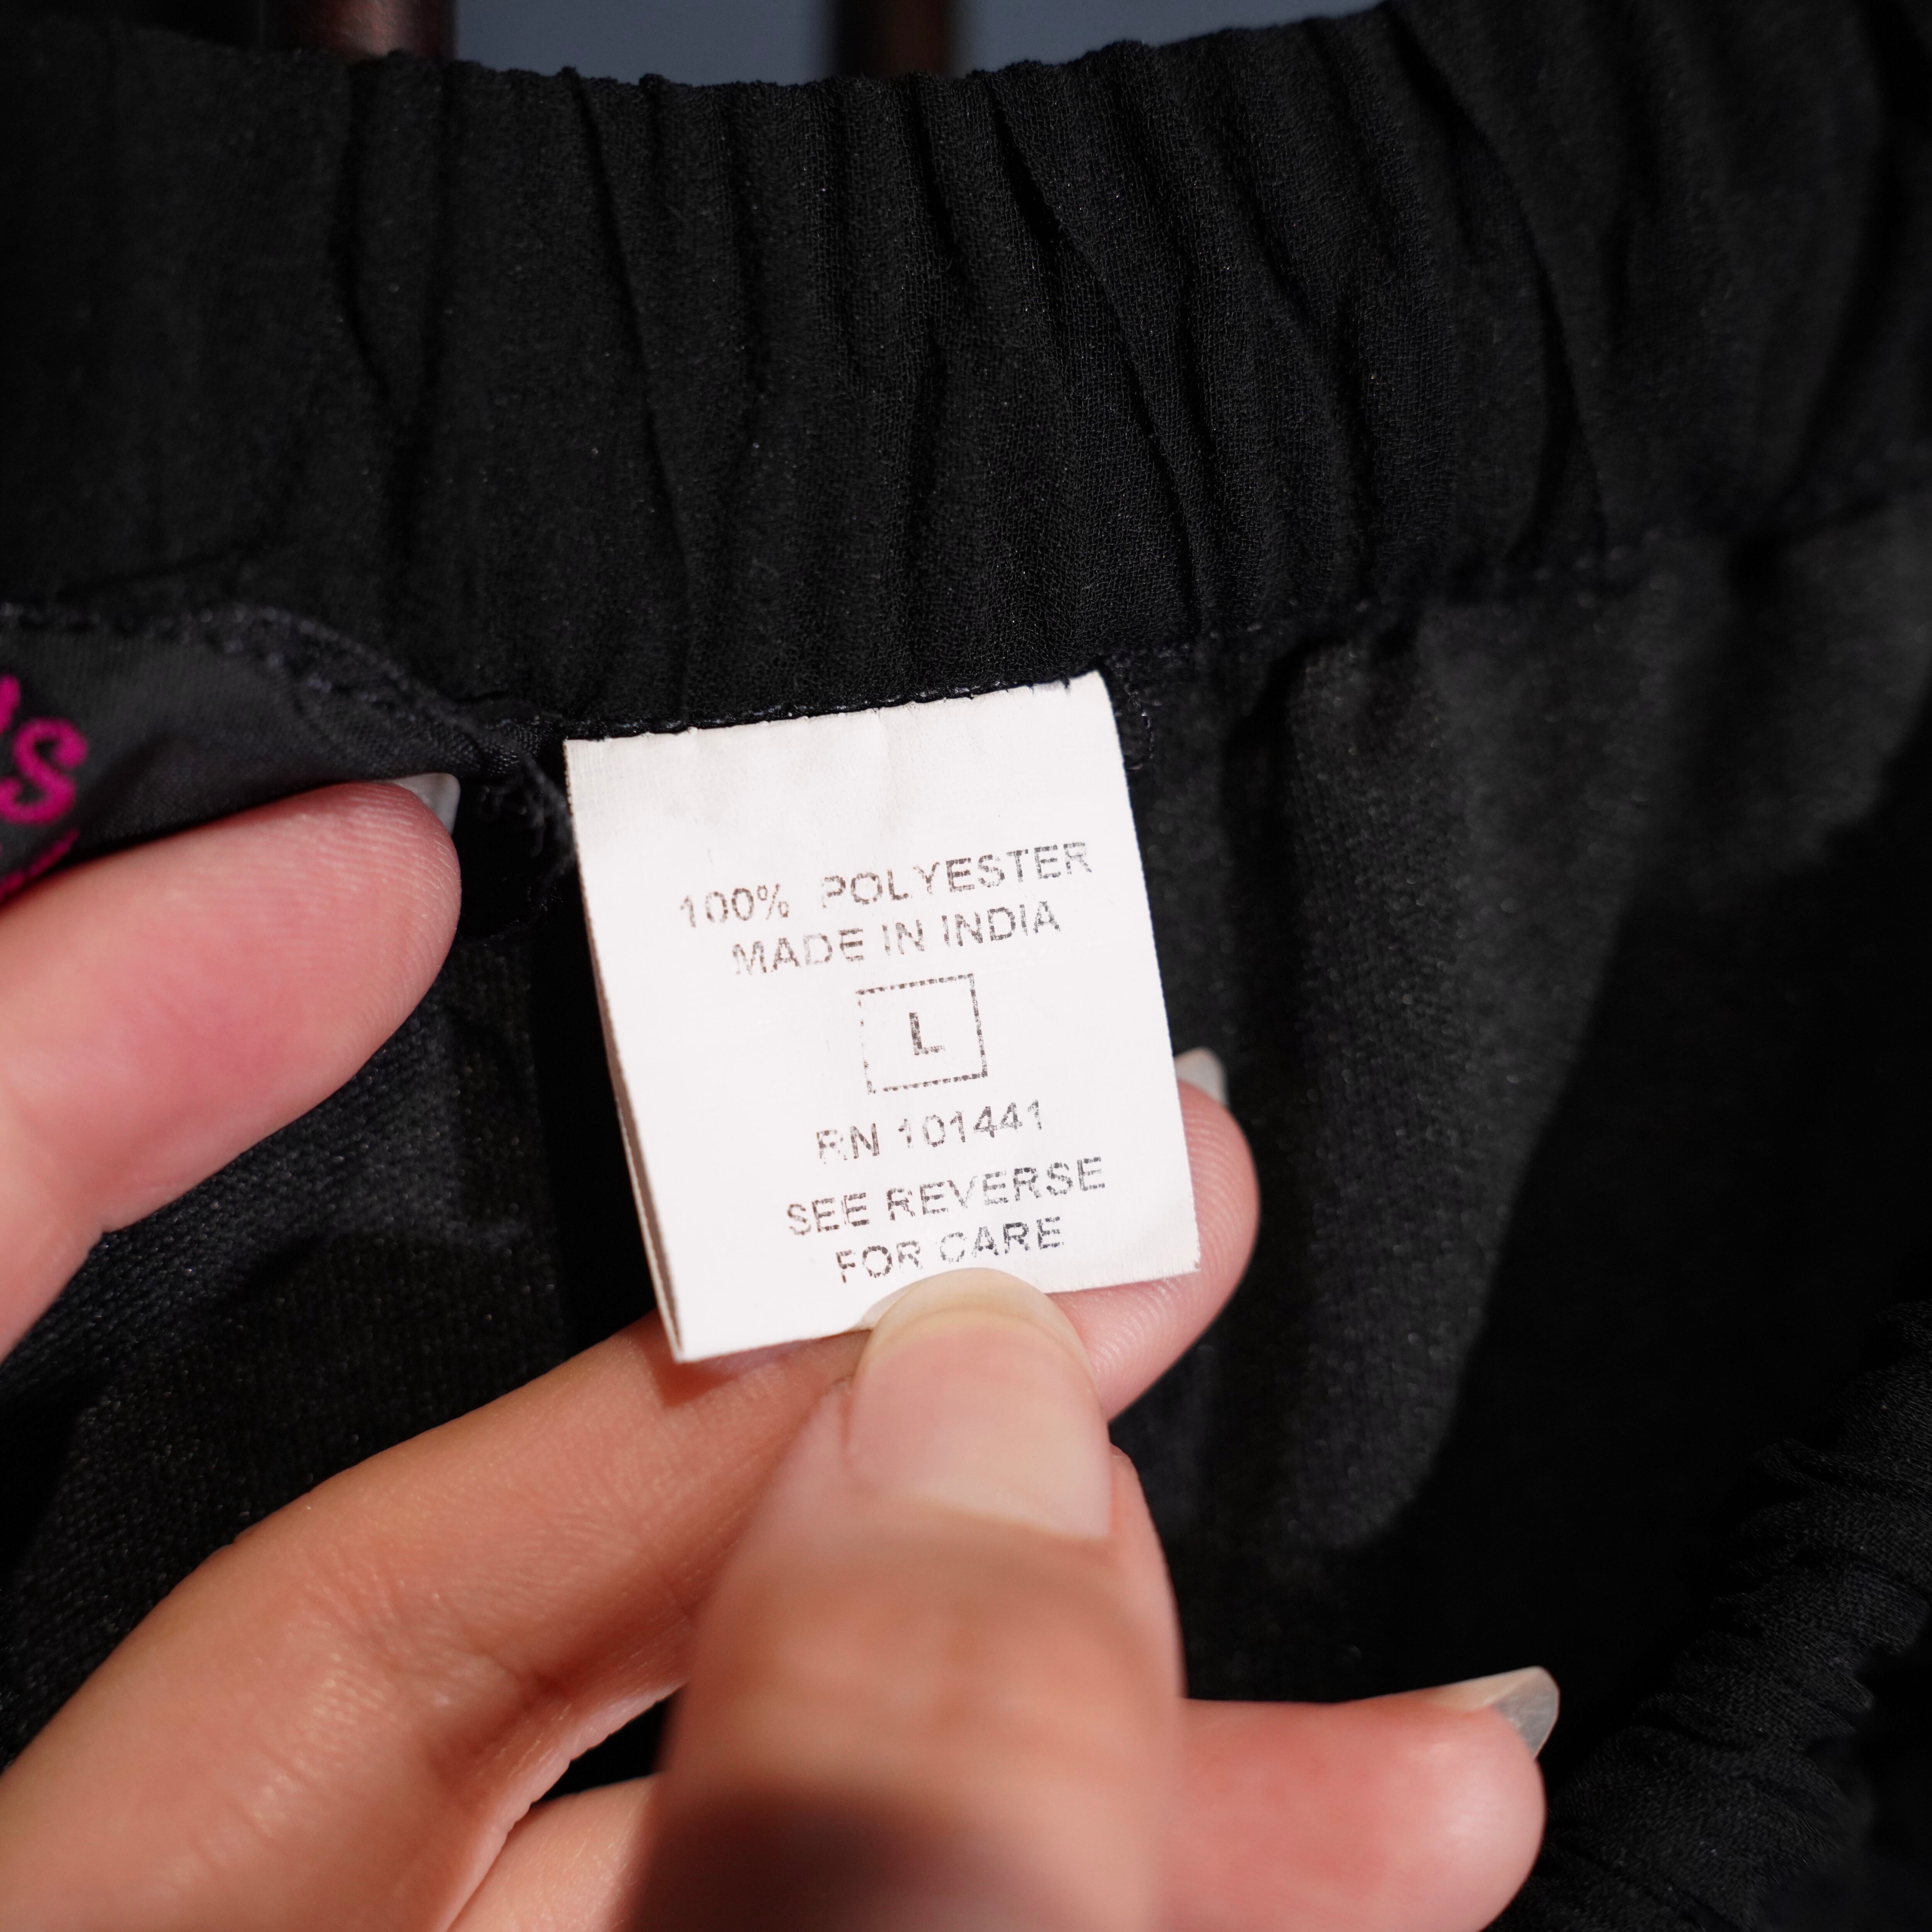 100% POLYESTER
MADE IN INDIA
L
RN 101441
SEE REVERSE
FOR CARE